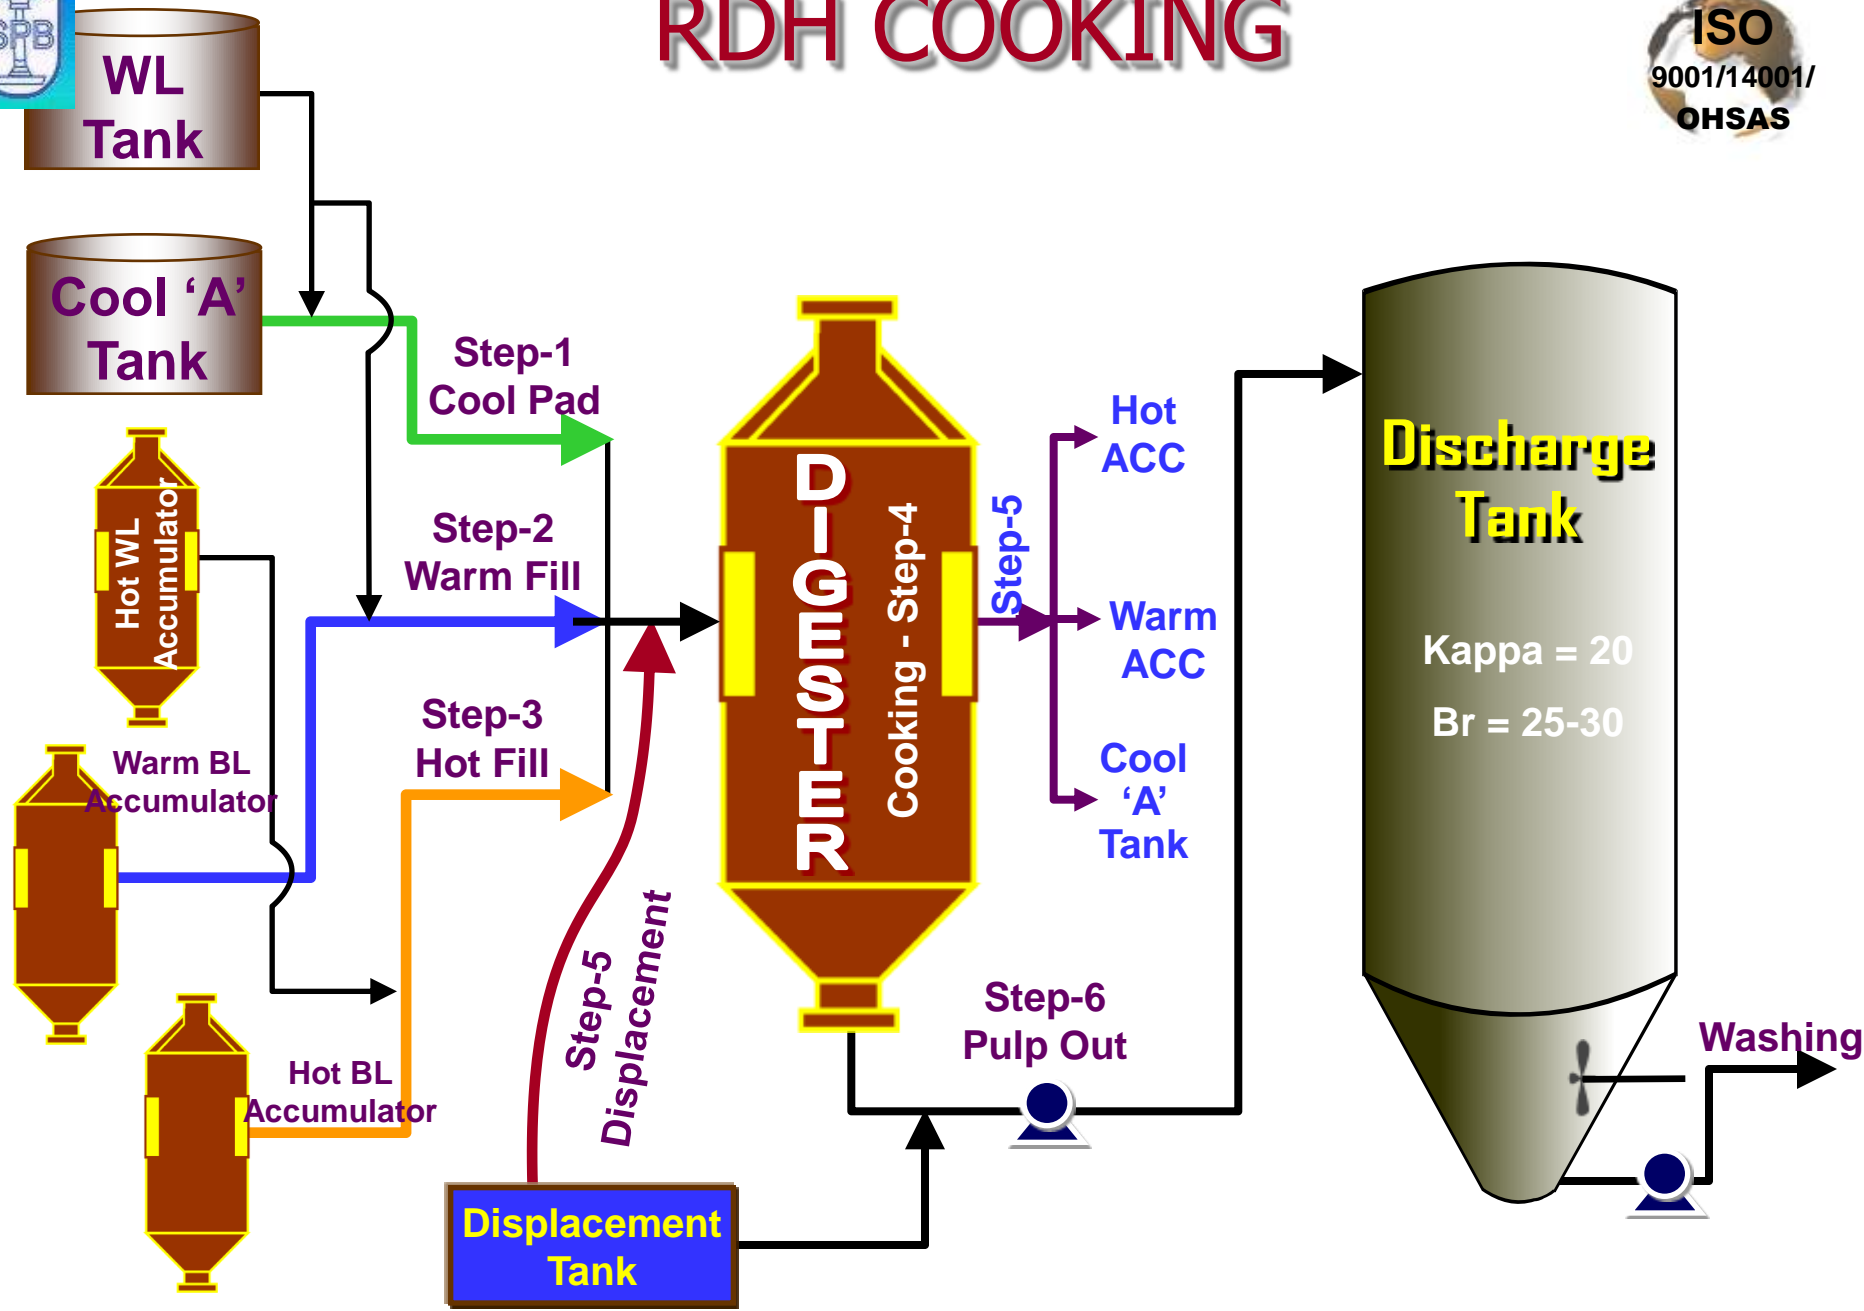 RDH COOKING
SPB
ISO
9001/14001/
OHSAS
WL
Tank
Cool ‘A’
Tank
Step-1
Cool Pad
Hot WL
Accumulator
Step-2
Warm Fill
Step-3
Hot Fill
Warm BL
Accumulator
Hot BL
Accumulator
DIGESTER
Cooking - Step-4
Step-5
Hot
ACC
Warm
ACC
Cool
‘A’
Tank
Step-5
Displacement
Displacement
Tank
Step-6
Pulp Out
Discharge
Tank
Kappa = 20
Br = 25-30
Washing